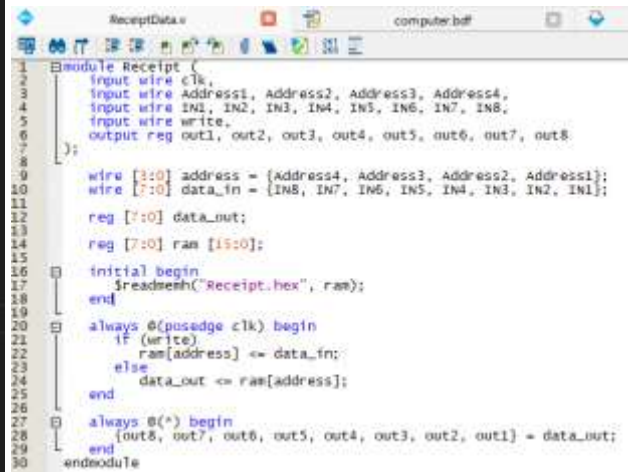 ReceiptData.v
computer.bdf
1 module Receipt (
2 input wire clk,
3 input wire Address1, Address2, Address3, Address4,
4 input wire IN1, IN2, IN3, IN4, IN5, IN6, IN7, IN8,
5 input wire write,
6 output reg out1, out2, out3, out4, out5, out6, out7, out8
7 );
8
9 wire [3:0] address = {Address4, Address3, Address2, Address1};
10 wire [7:0] data_in = {IN8, IN7, IN6, IN5, IN4, IN3, IN2, IN1};
11
12 reg [7:0] data_out;
13
14 reg [7:0] ram [15:0];
15
16 initial begin
17 $readmemh("Receipt.hex", ram);
18 end
19
20 always @(posedge clk) begin
21 if (write)
22 ram[address] <= data_in;
23 else
24 data_out <= ram[address];
25 end
26
27 always @(*) begin
28 {out8, out7, out6, out5, out4, out3, out2, out1} = data_out;
29 end
30 endmodule